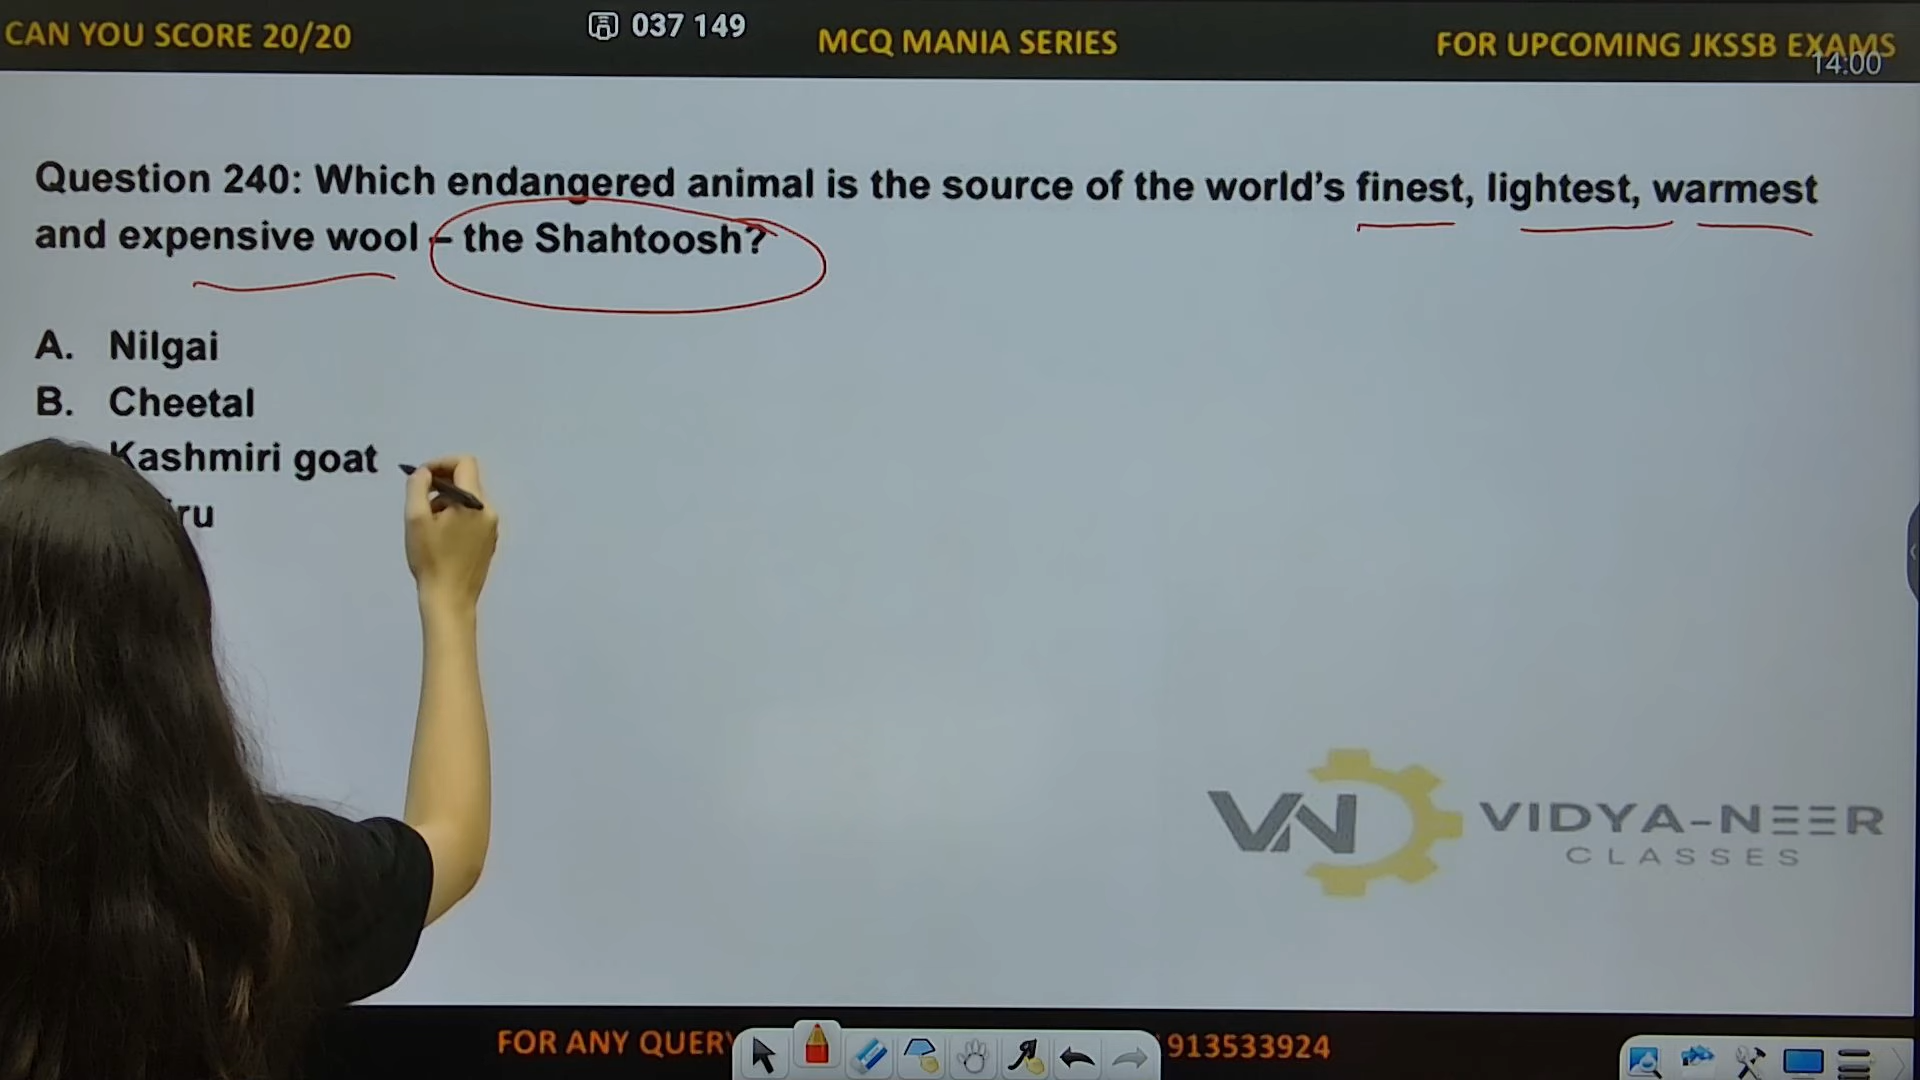 CAN YOU SCORE 20/20
037 149
MCQ MANIA SERIES
FOR UPCOMING JKSSB EXAMS
14:00
Question 240: Which endangered animal is the source of the world's finest, lightest, warmest
and expensive wool – the Shahtoosh?
A. Nilgai
B. Cheetal
Kashmiri goat
VN
VIDYA-NEER
CLASSES
FOR ANY QUERY
913533924